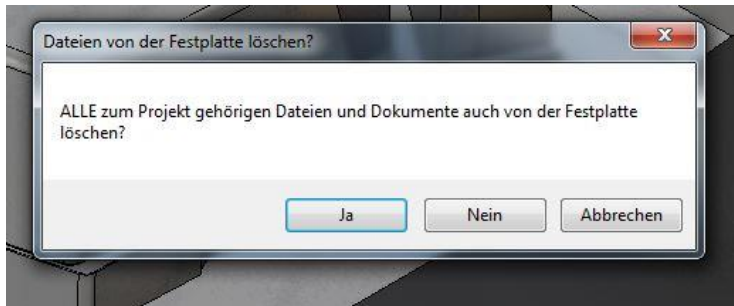 Dateien von der Festplatte löschen?
ALLE zum Projekt gehörigen Dateien und Dokumente auch von der Festplatte
löschen?
Ja Nein Abbrechen